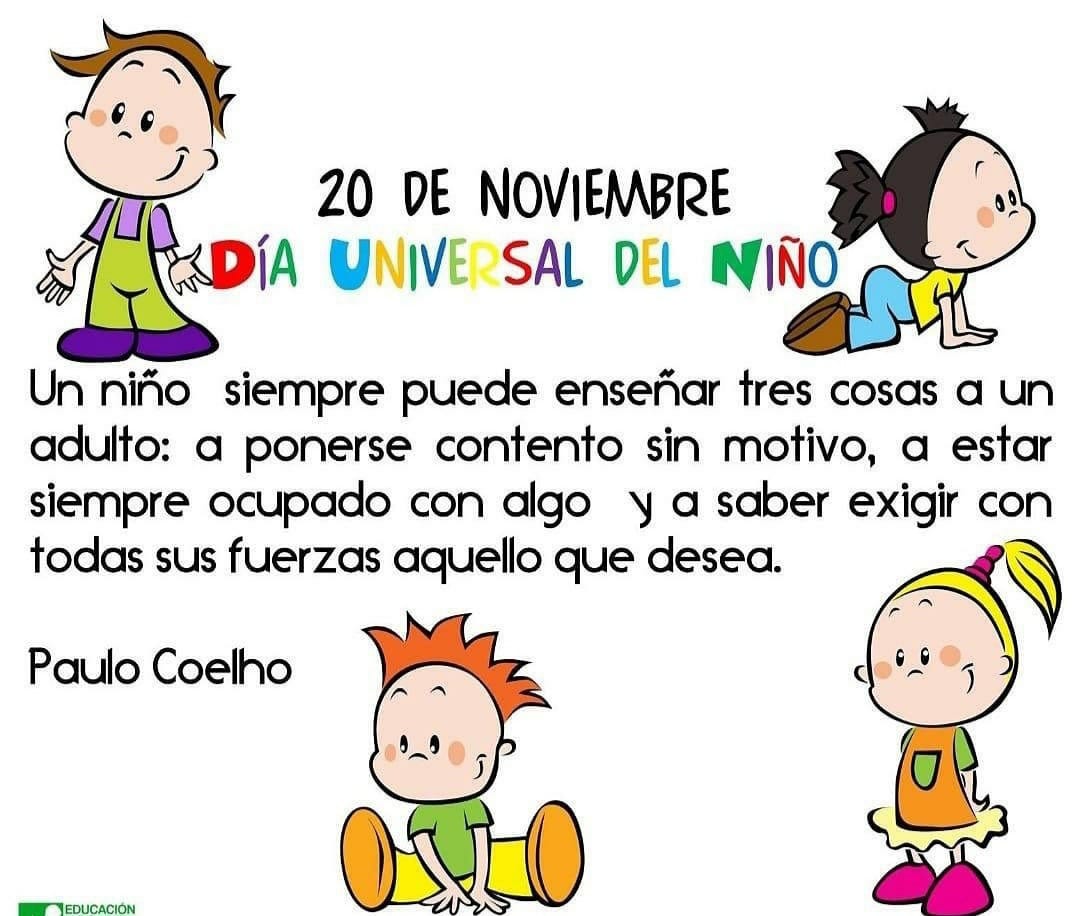 20 DE NOVIEMBRE
DÍA UNIVERSAL DEL NIÑO
Un niño siempre puede enseñar tres cosas a un
adulto: a ponerse contento sin motivo, a estar
siempre ocupado con algo y a saber exigir con
todas sus fuerzas aquello que desea.
Paulo Coelho
EDUCACIÓN